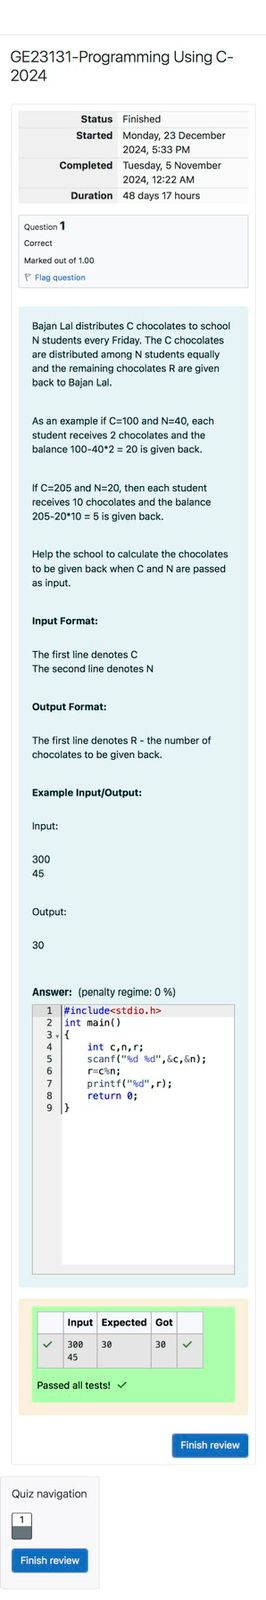 GE23131-Programming Using C-
2024
Status Finished
Started Monday, 23 December
2024, 5:33 PM
Completed Tuesday, 5 November
2024, 12:22 AM
Duration 48 days 17 hours
Question 1
Correct
Marked out of 1.00
Flag question
Bajan Lal distributes C chocolates to school
N students every Friday. The C chocolates
are distributed among N students equally
and the remaining chocolates R are given
back to Bajan Lal.
As an example if C=100 and N=40, each
student receives 2 chocolates and the
balance 100-40*2 = 20 is given back.
If C=205 and N=20, then each student
receives 10 chocolates and the balance
205-20*10 = 5 is given back.
Help the school to calculate the chocolates
to be given back when C and N are passed
as input.
Input Format:
The first line denotes C
The second line denotes N
Output Format:
The first line denotes R - the number of
chocolates to be given back.
Example Input/Output:
Input:
300
45
Output:
30
Answer: (penalty regime: 0 %)
1 #include<stdio.h>
2 int main()
3 {
4 int c,n,r;
5 scanf("%d %d",&c,&n);
6 r=c%n;
7 printf("%d",r);
8 return 0;
9 }
Input Expected Got
300 30 30
45
Passed all tests!
Finish review
Quiz navigation
1
Finish review